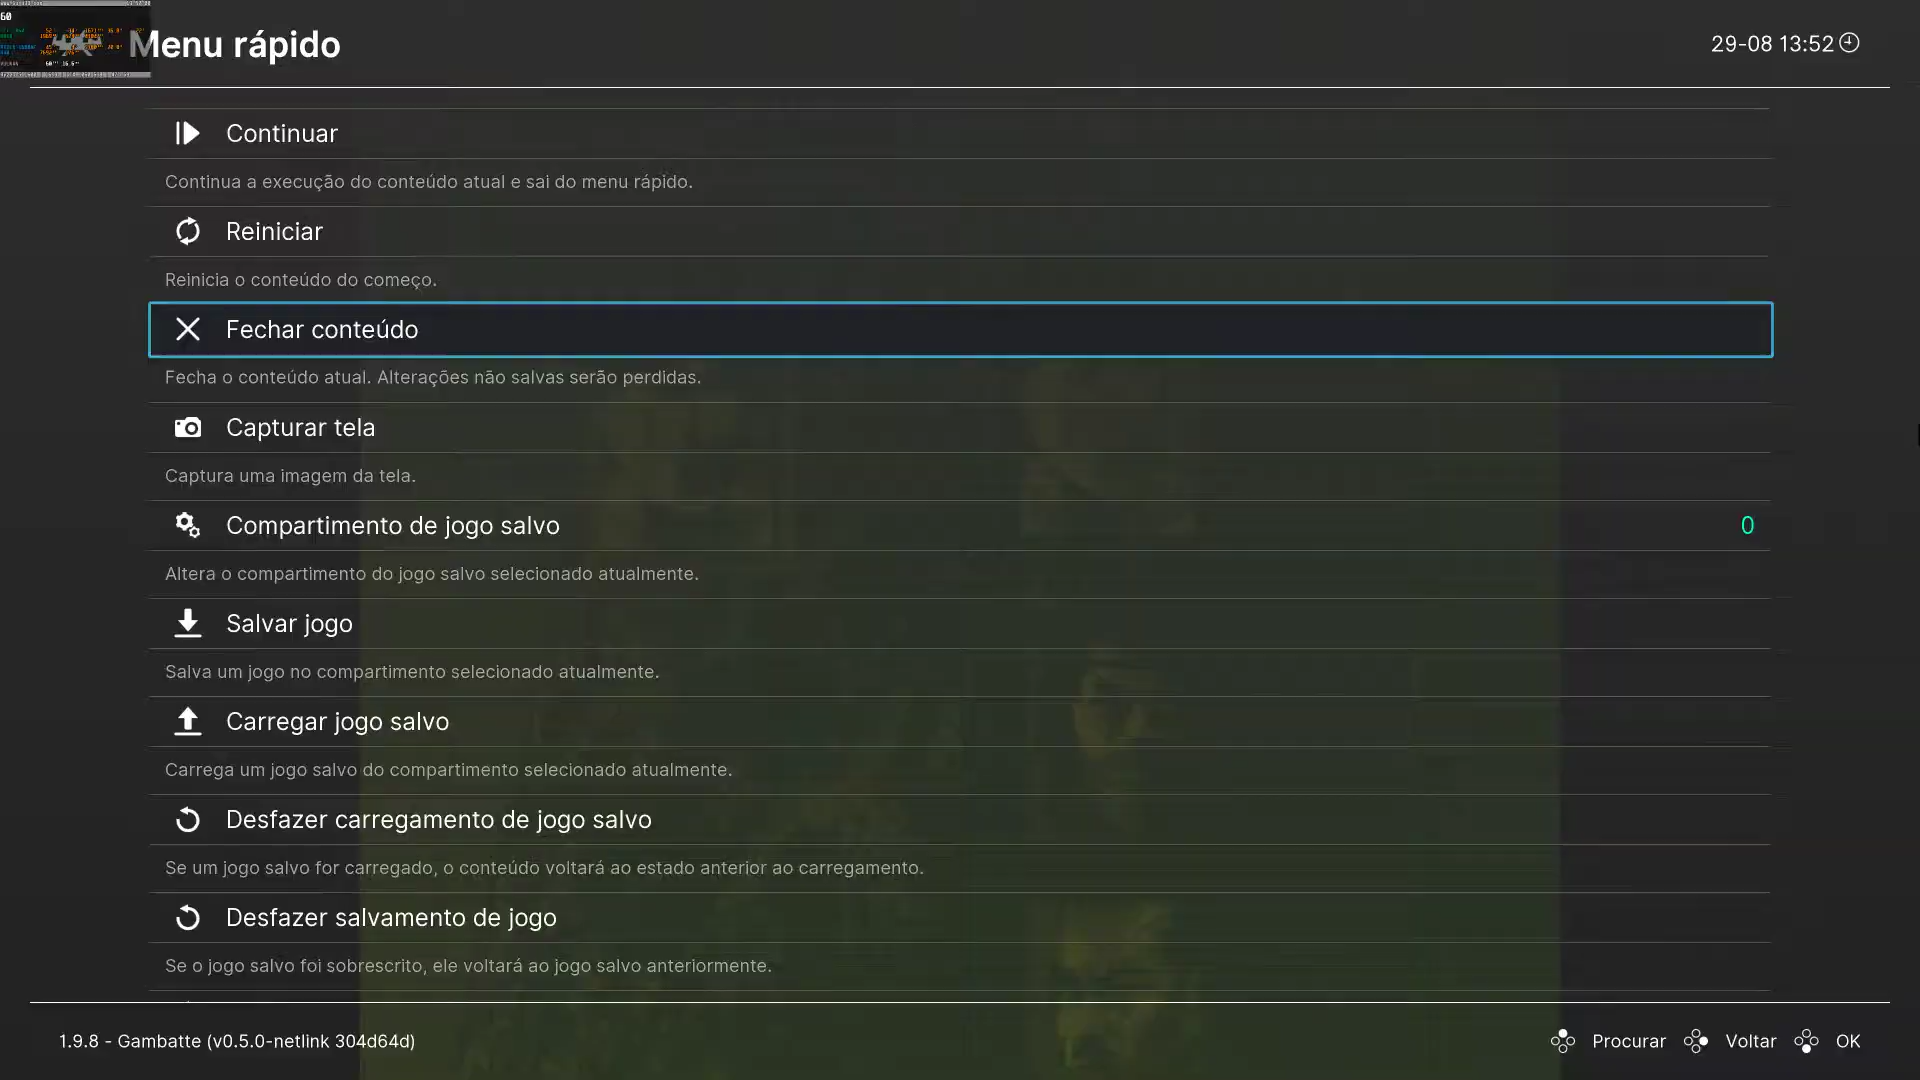 60
Menu rápido
29-08 13:52
Continuar
Continua a execução do conteúdo atual e sai do menu rápido.
Reiniciar
Reinicia o conteúdo do começo.
Fechar conteúdo
Fecha o conteúdo atual. Alterações não salvas serão perdidas.
Capturar tela
Captura uma imagem da tela.
Compartimento de jogo salvo
0
Altera o compartimento do jogo salvo selecionado atualmente.
Salvar jogo
Salva um jogo no compartimento selecionado atualmente.
Carregar jogo salvo
Carrega um jogo salvo do compartimento selecionado atualmente.
Desfazer carregamento de jogo salvo
Se um jogo salvo for carregado, o conteúdo voltará ao estado anterior ao carregamento.
Desfazer salvamento de jogo
Se o jogo salvo foi sobrescrito, ele voltará ao jogo salvo anteriormente.
1.9.8 - Gambatte (v0.5.0-netlink 304d64d)
Procurar
Voltar
OK